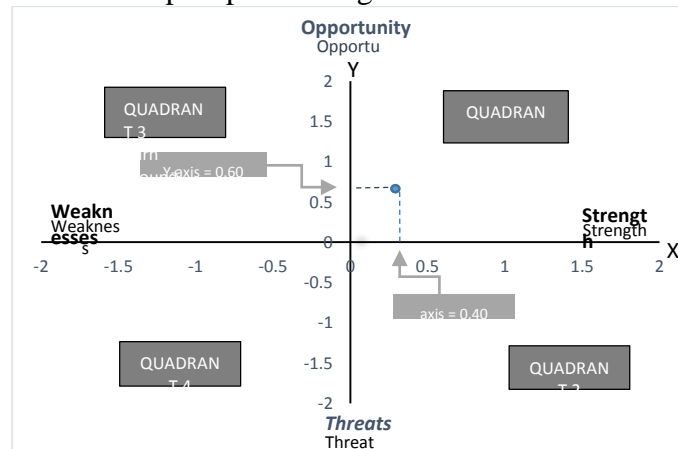 Opportunity
Opportu
Y
2
QUADRAN
T 3
QUADRAN
1.5
1
Y axis = 0.60
0.5
Weakn
esses
Weaknes
s
Strengt
h
Strength
0
X
-2
-1.5
-1
-0.5
0
0.5
1
1.5
2
-0.5
axis = 0.40
-1
QUADRAN
T 4
-1.5
QUADRAN
T 2
-2
Threats
Threat